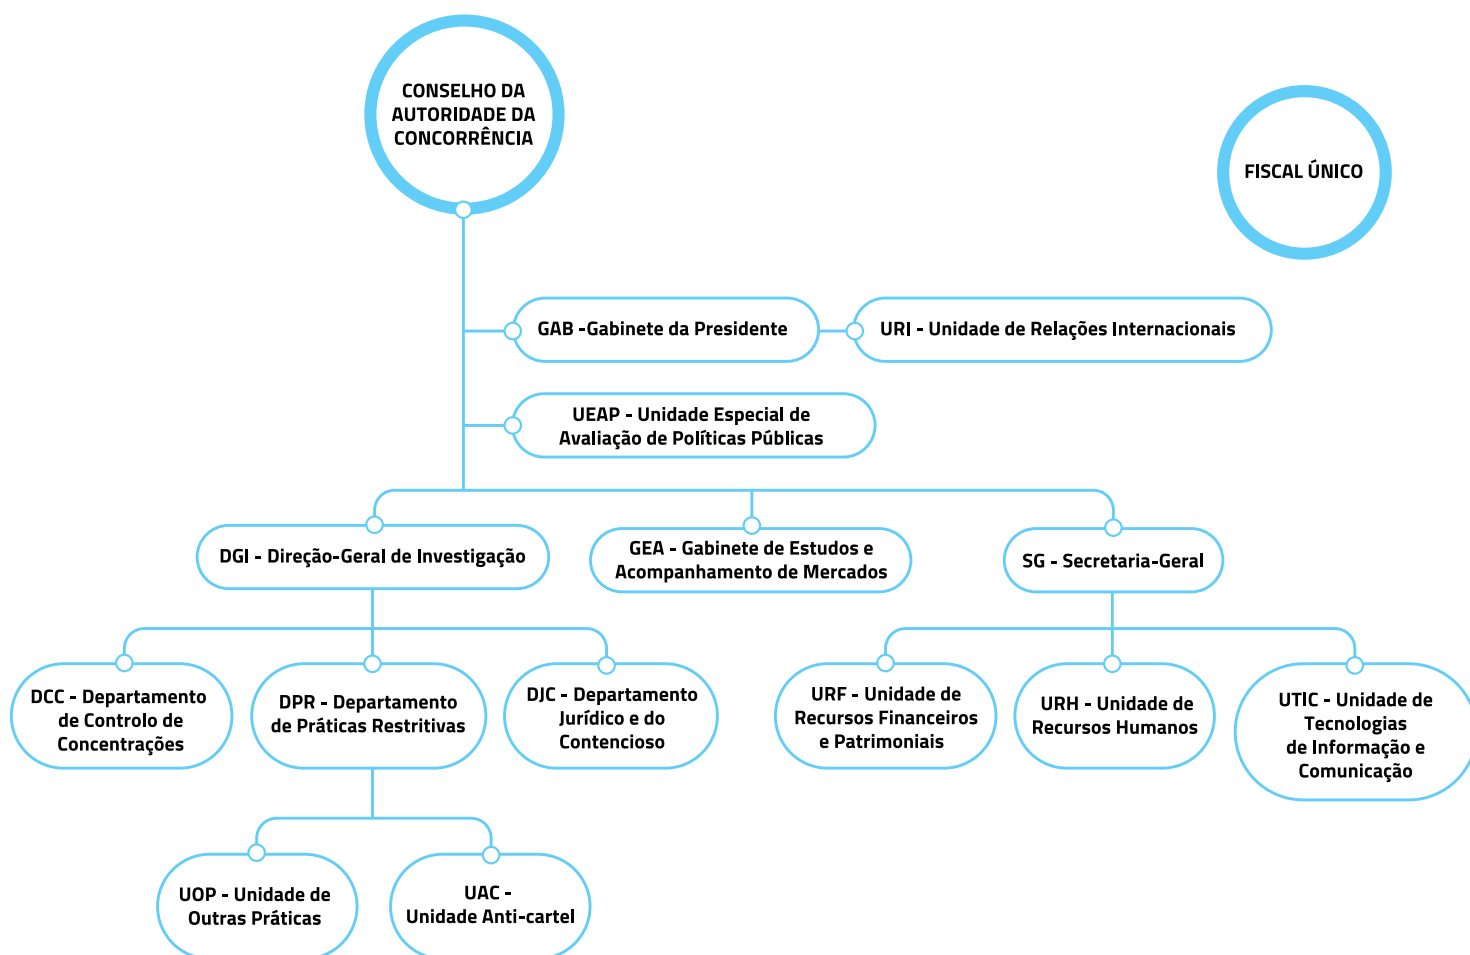 CONSELHO DA
AUTORIDADE DA
CONCORRÊNCIA
FISCAL ÚNICO
GAB -Gabinete da Presidente
URI - Unidade de Relações Internacionais
UEAP - Unidade Especial de
Avaliação de Políticas Públicas
DGI - Direção-Geral de Investigação
GEA - Gabinete de Estudos e
Acompanhamento de Mercados
SG - Secretaria-Geral
DCC - Departamento
de Controlo de
Concentrações
DPR - Departamento
de Práticas Restritivas
DJC - Departamento
Jurídico e do
Contencioso
URF - Unidade de
Recursos Financeiros
e Patrimoniais
URH - Unidade de
Recursos Humanos
UTIC - Unidade de
Tecnologias
de Informação e
Comunicação
UOP - Unidade de
Outras Práticas
UAC -
Unidade Anti-cartel